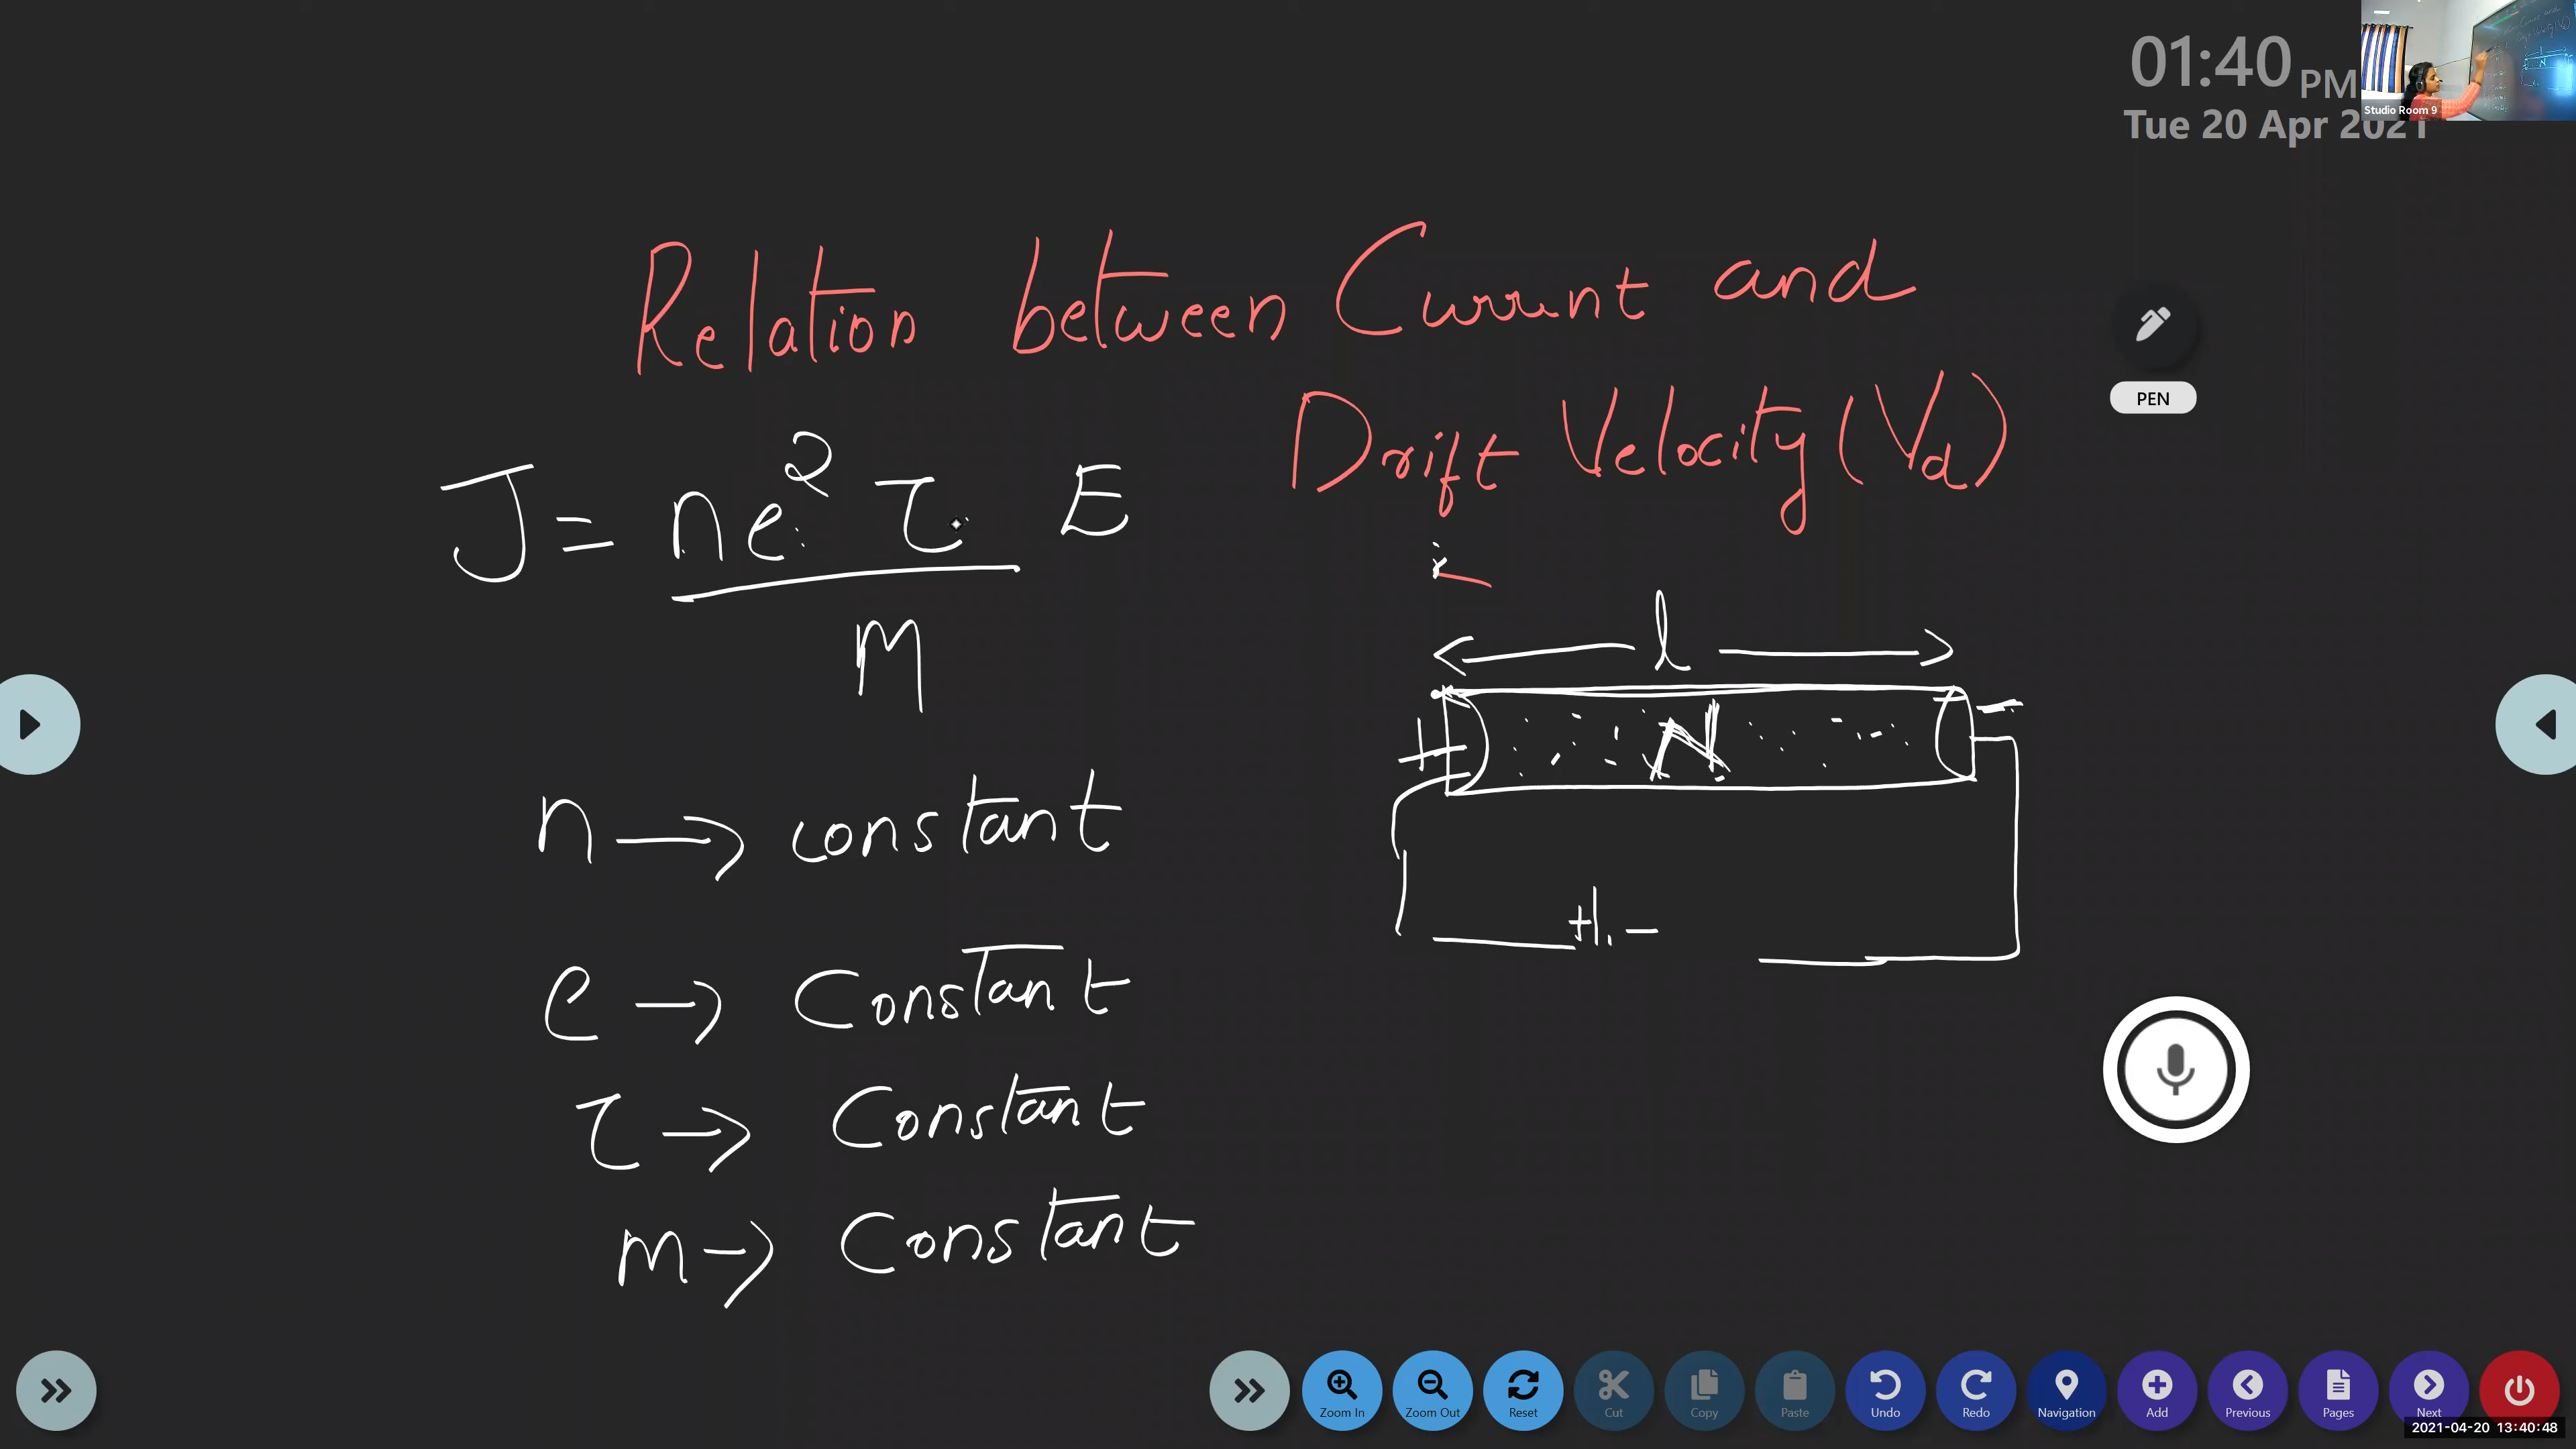 01:40 PM
Tue 20 Apr 2021
Studio Room 9
Relation between Current and
Drift Velocity (Vd)
PEN
J = ne² τ E
m
l
+ N -
n → constant
+ -
e → Constant
τ → Constant
m → Constant
Zoom In Zoom Out Reset Cut Copy Paste Undo Redo Navigation Add Previous Pages Next
2021-04-20 13:40:48